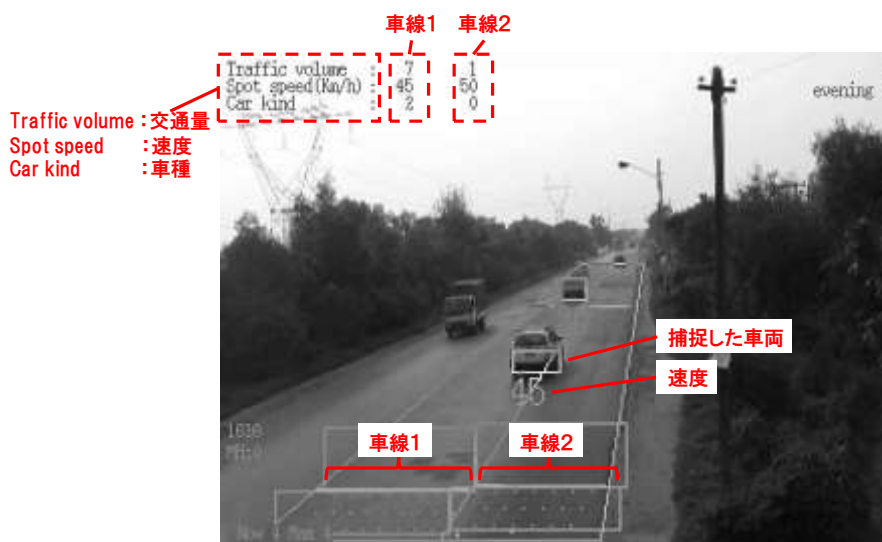 車線1 車線2
Traffic volume : 7 1
Spot speed(Km/h) : 45 50
Car kind : 2 0
evening
Traffic volume :交通量
Spot speed :速度
Car kind :車種
捕捉した車両
速度
45
1630
車線1 車線2